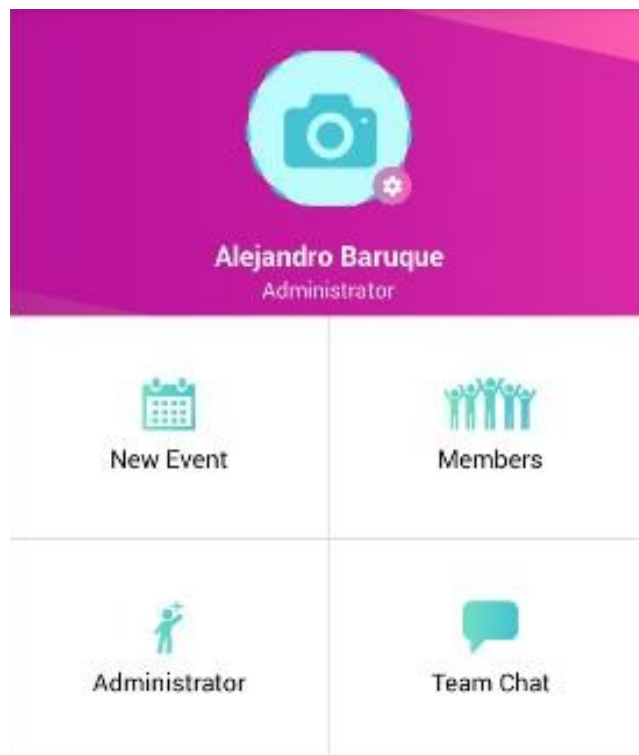 Alejandro Baruque
Administrator
New Event
Members
Administrator
Team Chat